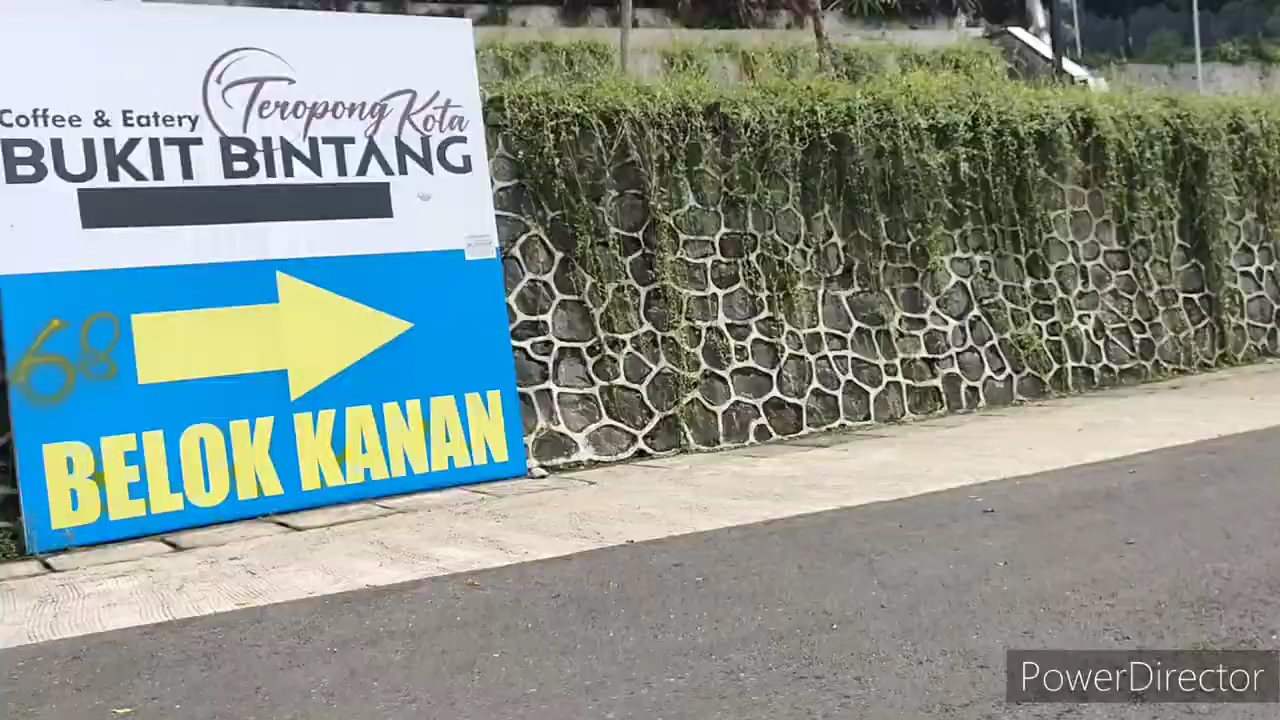 Teropong Kota
Coffee & Eatery
BUKIT BINTANG
68
BELOK KANAN
PowerDirector